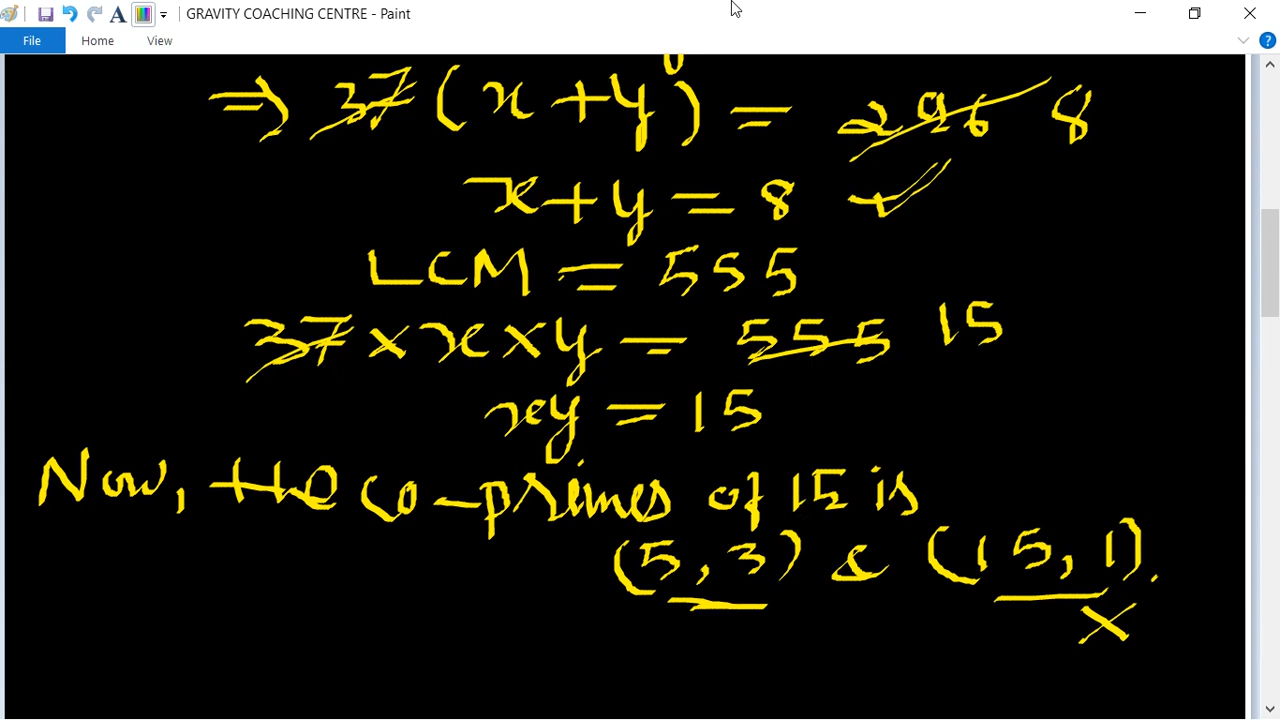 GRAVITY COACHING CENTRE - Paint
File Home View
=> 37(x+y) = 296 8
x+y = 8 ✓
LCM = 555
37×x×y = 555 15
xy = 15
Now, the co-primes of 15 is
(5, 3) & (15, 1).
×